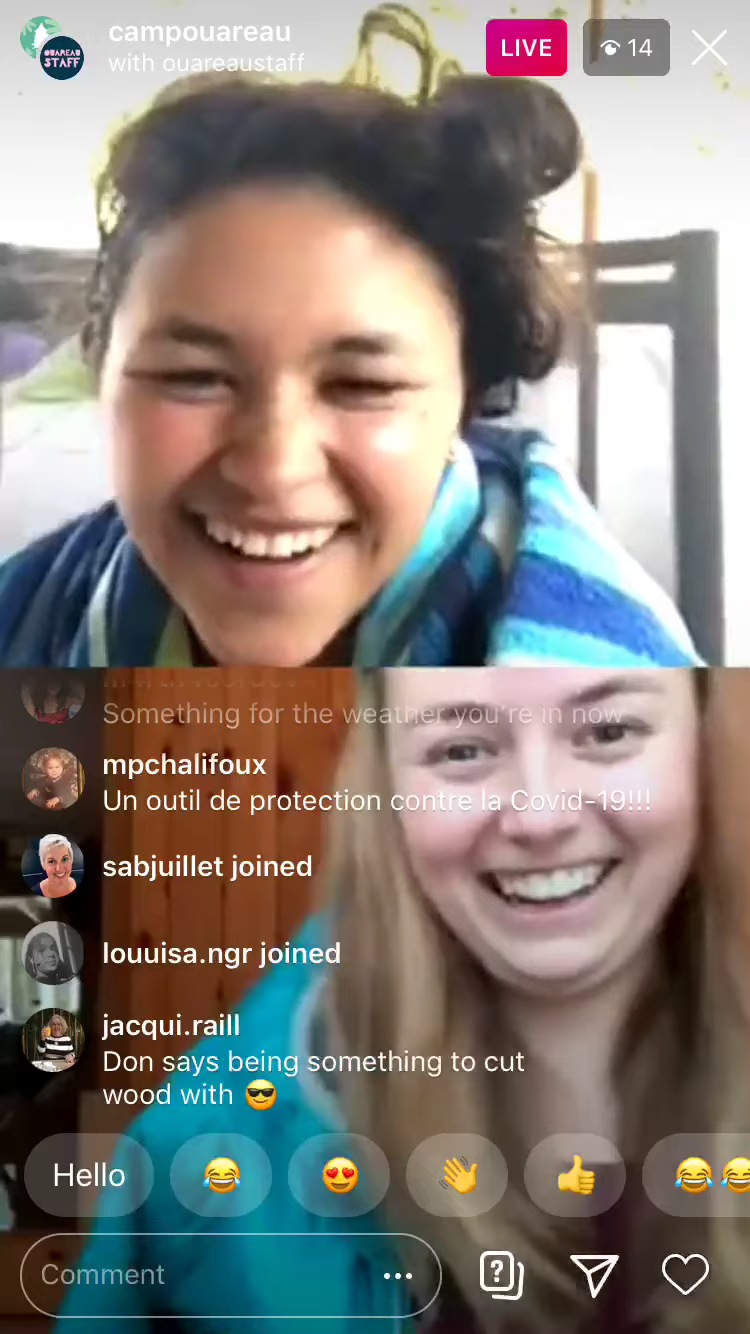 campouareau
with ouareaustaff
LIVE
14
OUAREAU
STAFF
Something for the weather you're in now
mpchalifoux
Un outil de protection contre la Covid-19!!!
sabjuillet joined
louuisa.ngr joined
jacqui.raill
Don says being something to cut
wood with 😎
Hello
Comment